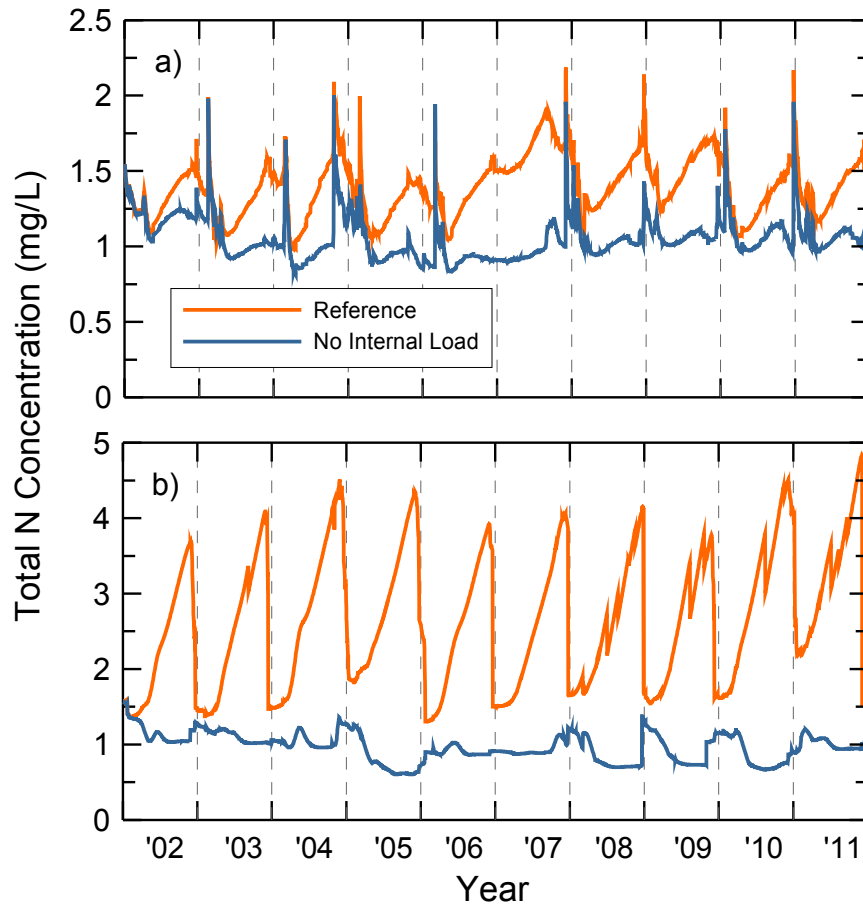 Total N Concentration (mg/L)
2.5
2
1.5
1
0.5
0
a)
Reference
No Internal Load
5
4
3
2
1
0
b)
'02 '03 '04 '05 '06 '07 '08 '09 '10 '11
Year